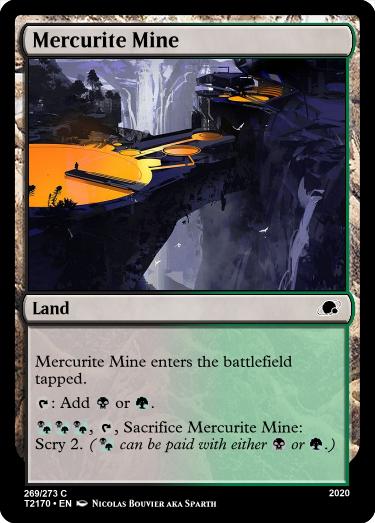 Mercurite Mine
Land
Mercurite Mine enters the battlefield
tapped.
: Add or .
, , Sacrifice Mercurite Mine:
Scry 2. ( can be paid with either or .)
269/273 C
2020
T2170 • EN Nicolas Bouvier aka Sparth